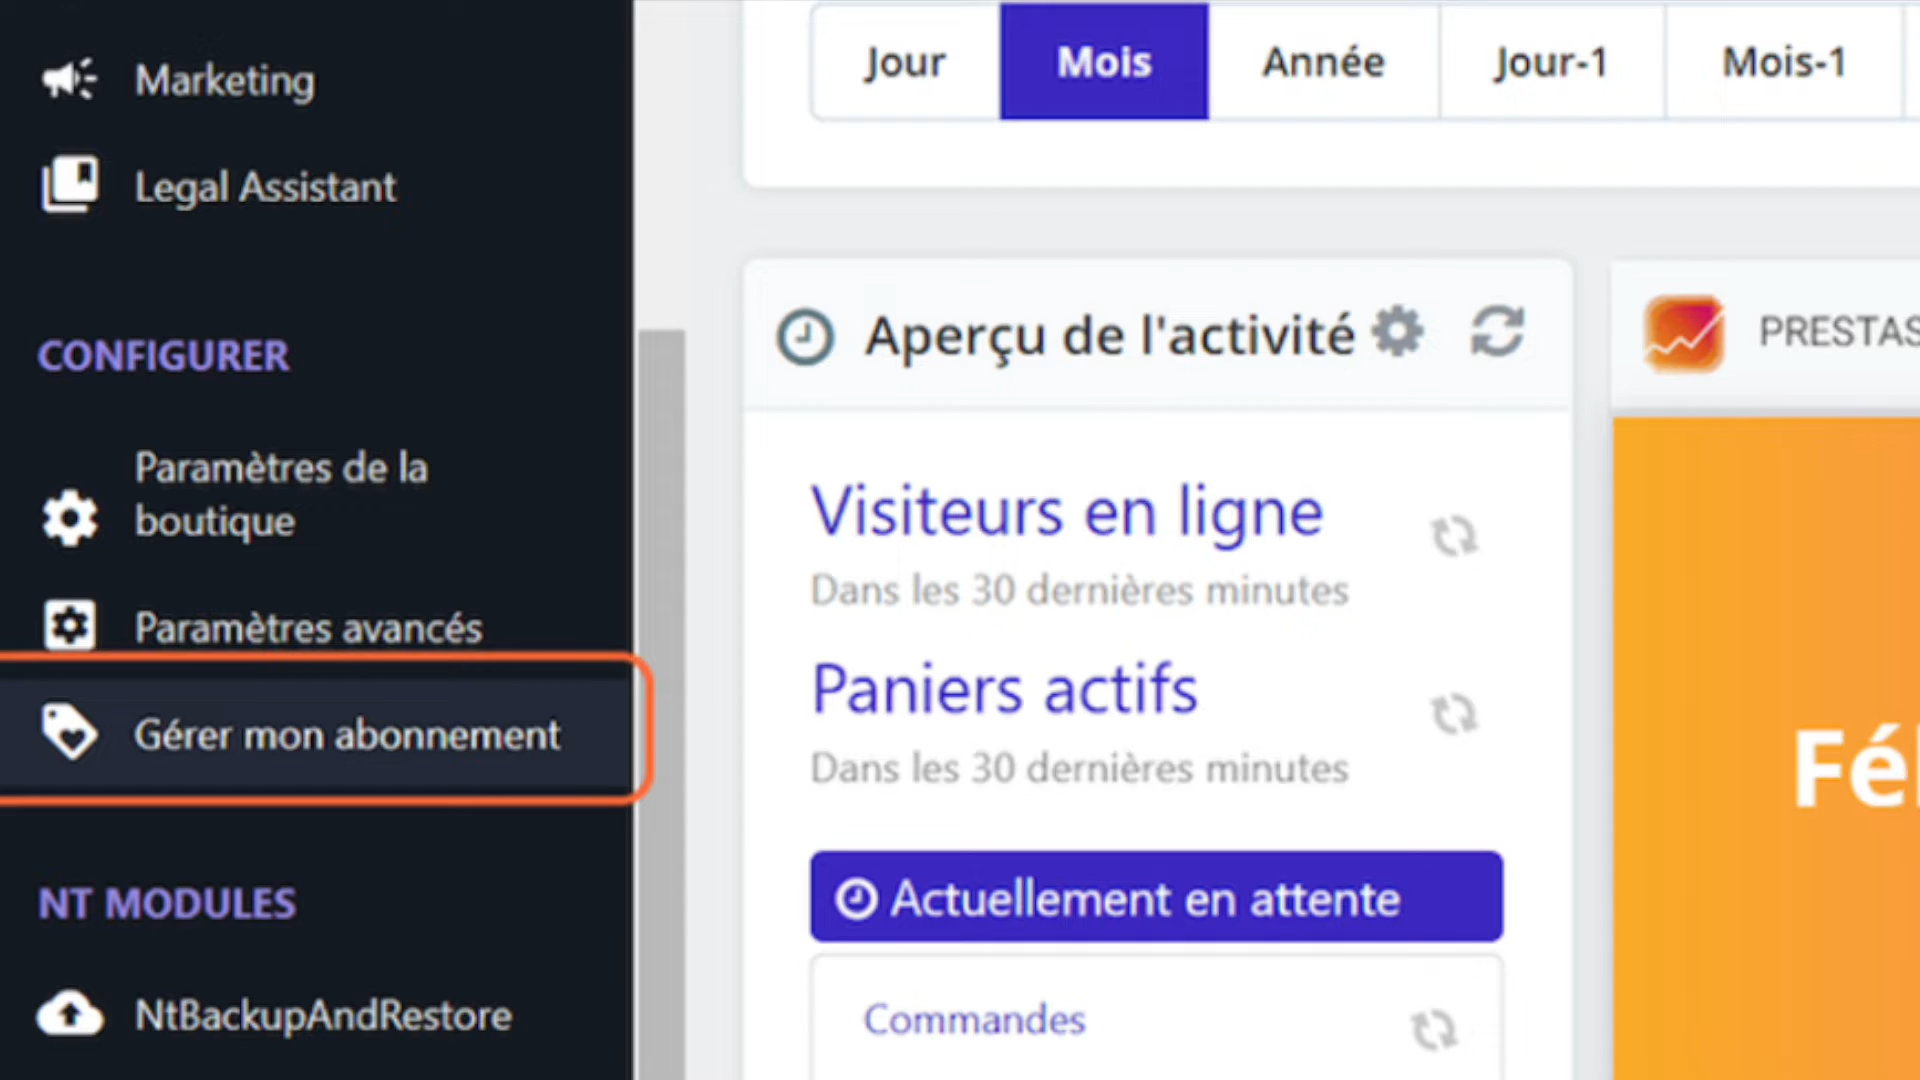 Marketing
Legal Assistant
CONFIGURER
Paramètres de la
boutique
Paramètres avancés
Gérer mon abonnement
NT MODULES
NtBackupAndRestore
Jour
Mois
Année
Jour-1
Mois-1
Aperçu de l'activité
Visiteurs en ligne
Dans les 30 dernières minutes
Paniers actifs
Dans les 30 dernières minutes
Actuellement en attente
Commandes
PRESTAS
Fé